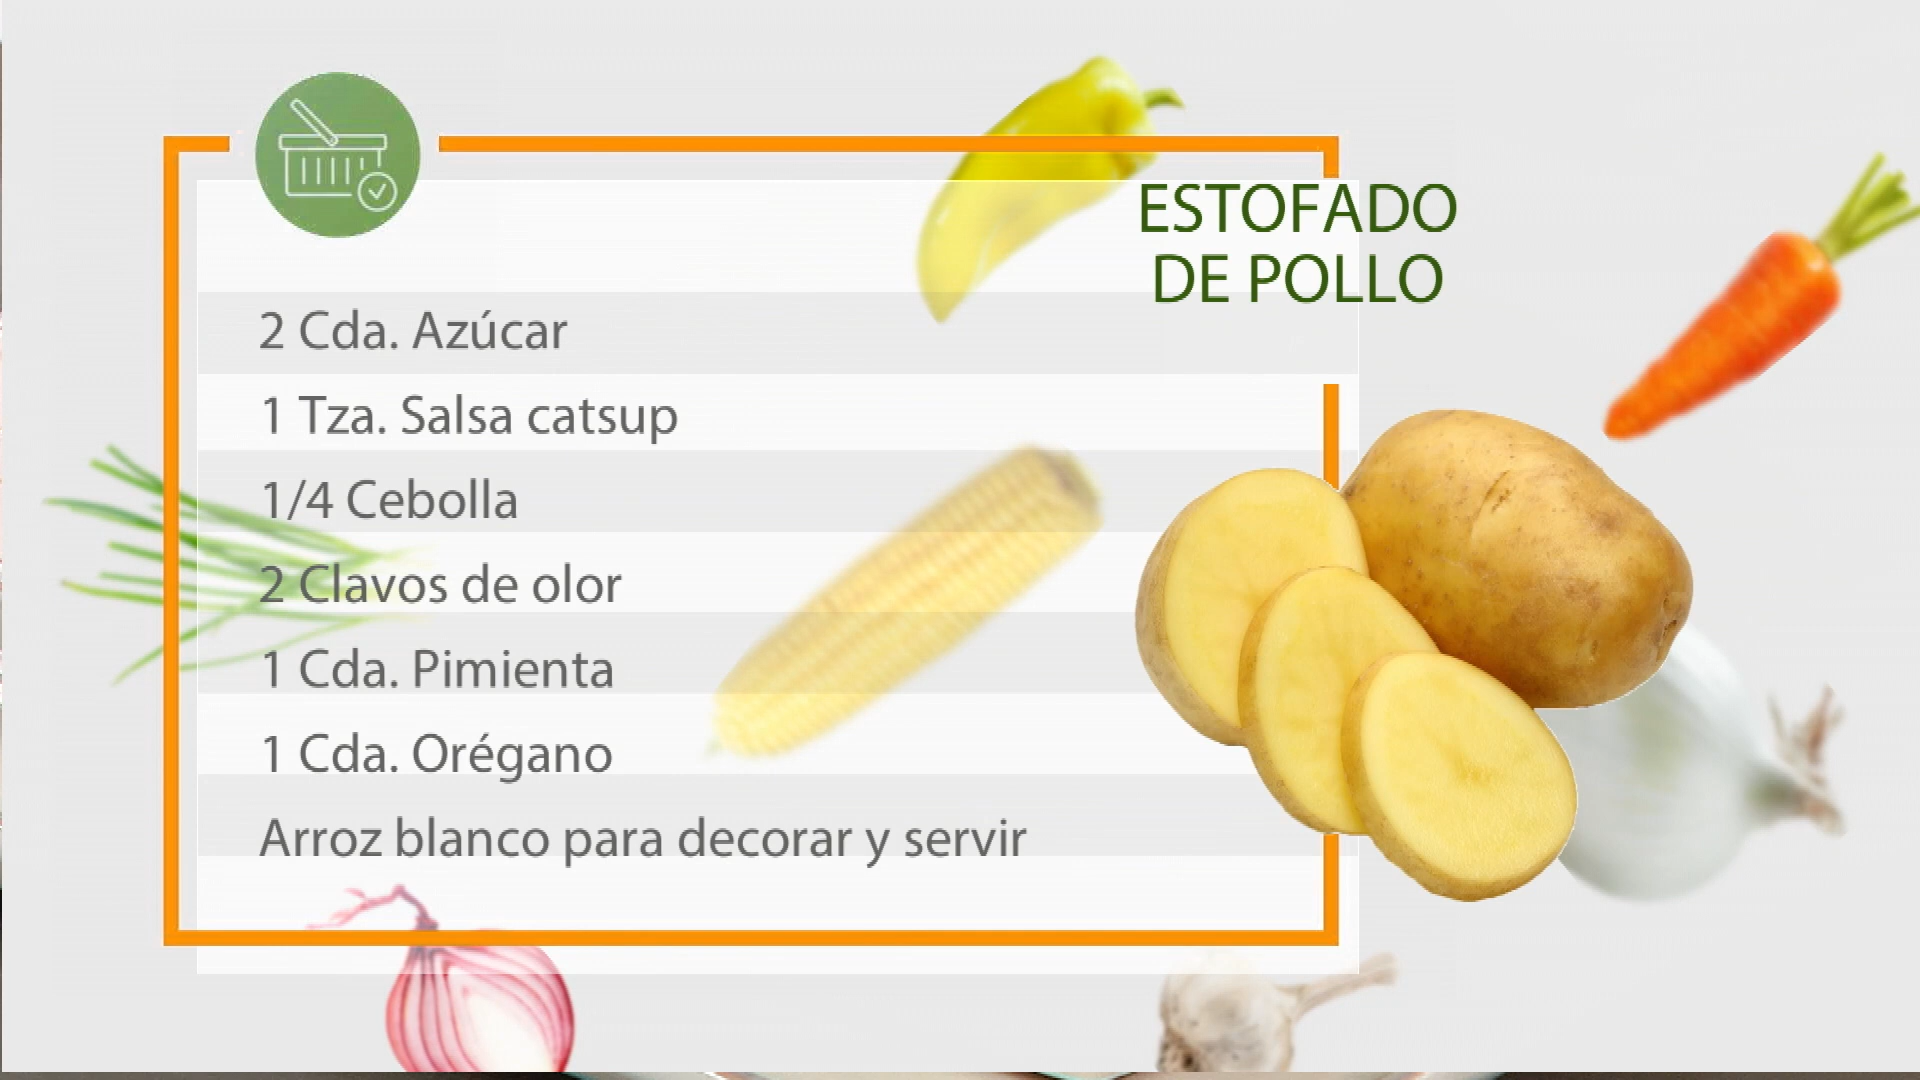 ESTOFADO
DE POLLO
2 Cda. Azúcar
1 Tza. Salsa catsup
1/4 Cebolla
2 Clavos de olor
1 Cda. Pimienta
1 Cda. Orégano
Arroz blanco para decorar y servir